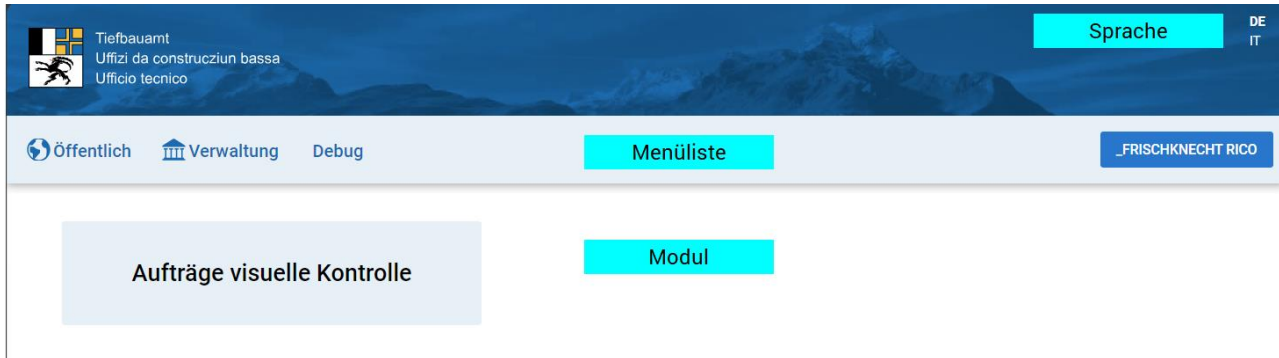 Tiefbauamt
Uffizi da construcziun bassa
Ufficio tecnico
Sprache
DE
IT
Öffentlich Verwaltung Debug
Menüliste
_FRISCHKNECHT RICO
Aufträge visuelle Kontrolle
Modul